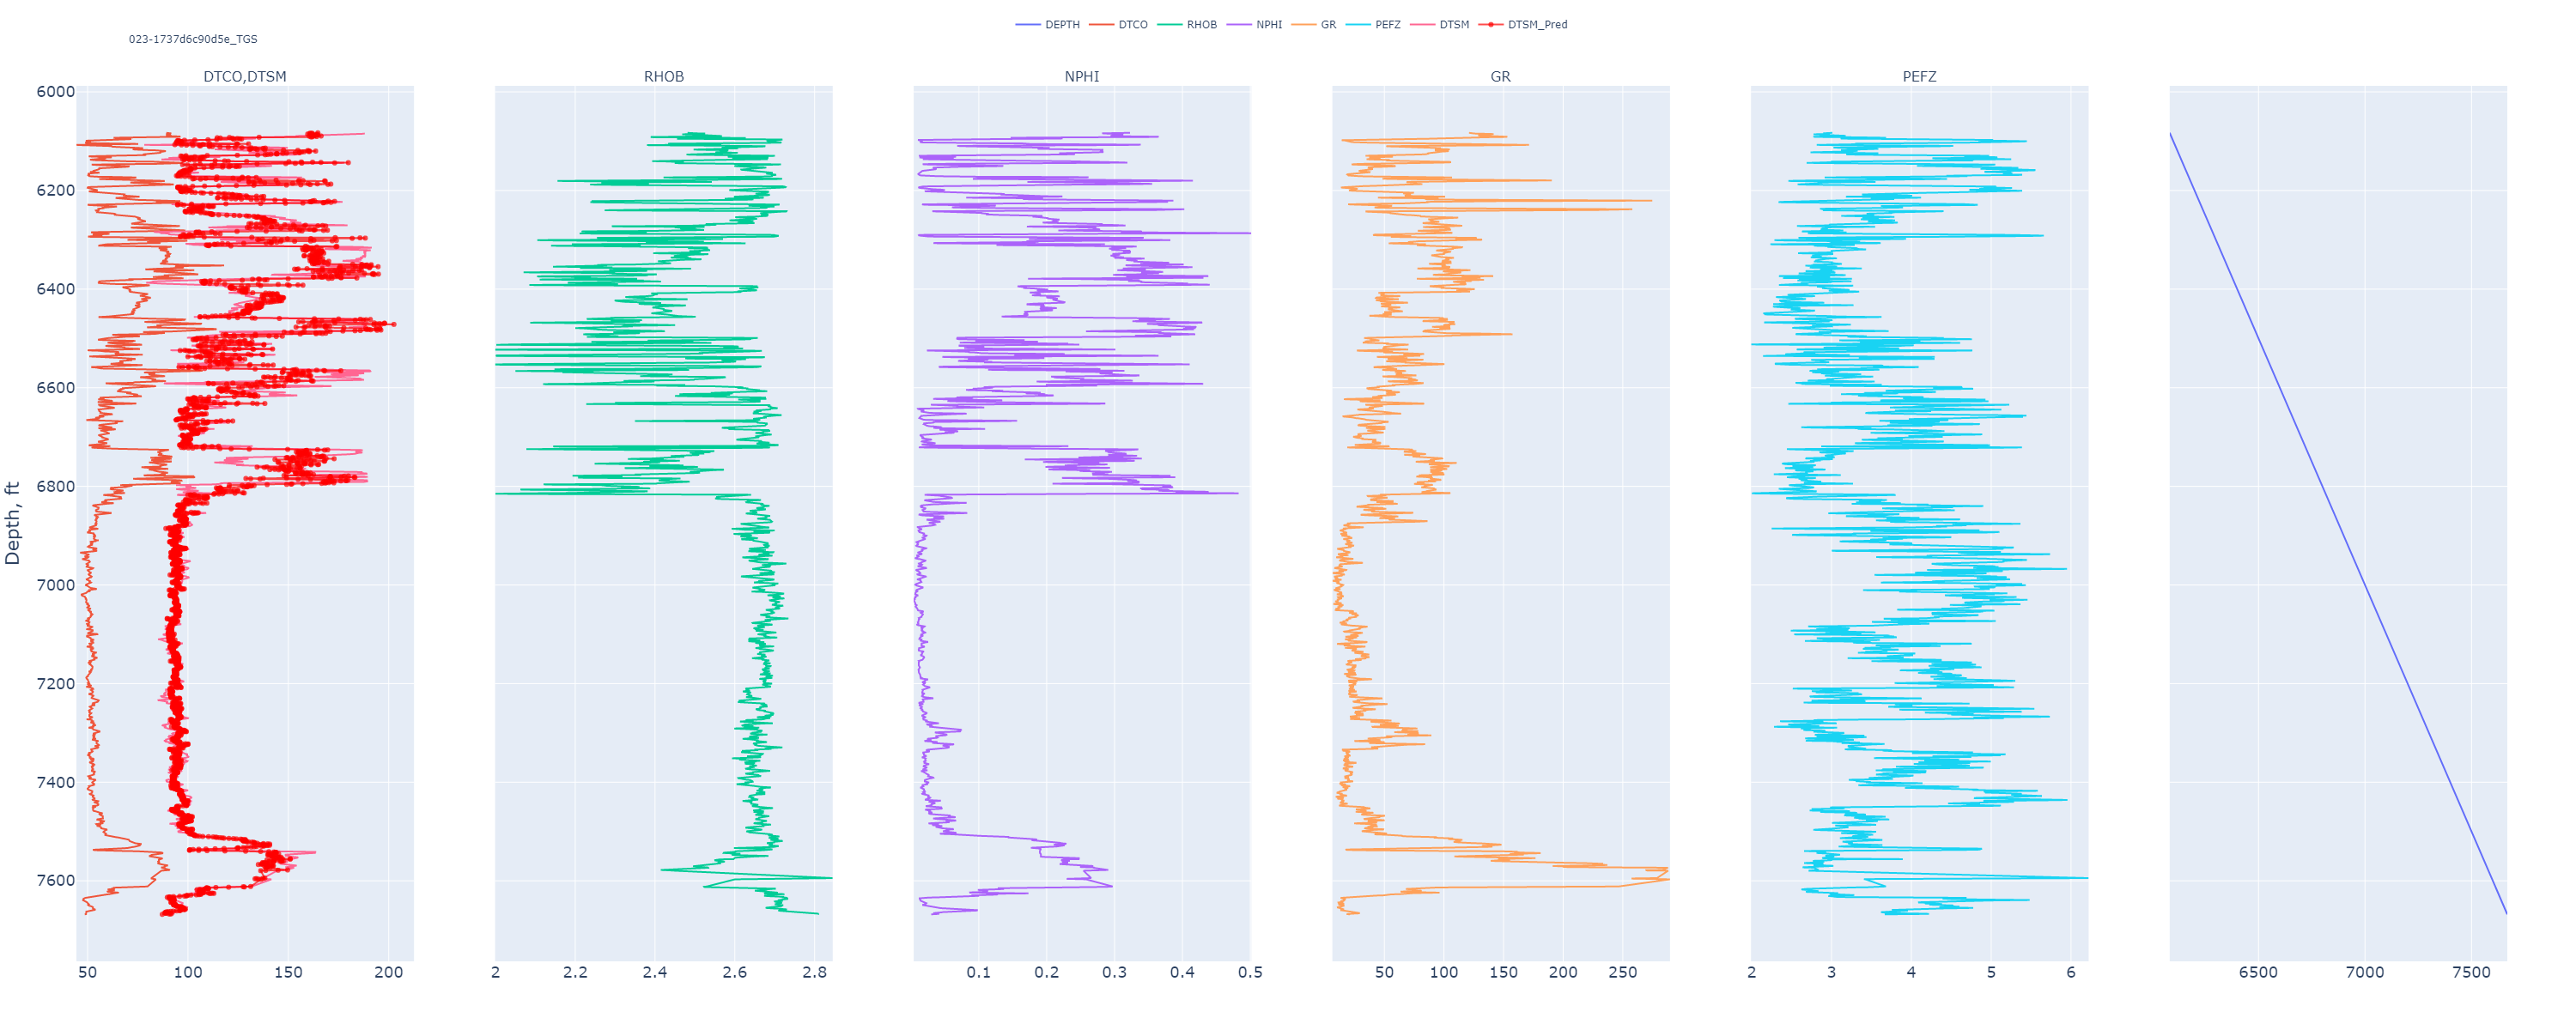 DEPTH DTCO RHOB NPHI GR PEFZ DTSM DTSM_Pred
023-1737d6c90d5e_TGS
DTCO,DTSM RHOB NPHI GR PEFZ
6000
6200
6400
6600
6800
7000
7200
7400
7600
Depth, ft
50 100 150 200 2 2.2 2.4 2.6 2.8 0.1 0.2 0.3 0.4 0.5 50 100 150 200 250 2 3 4 5 6 6500 7000 7500